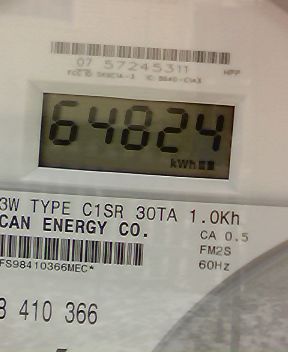 07 57245311
64824
kWh
3W TYPE C1SR 30TA 1.0Kh
CAN ENERGY CO.
CA 0.5
FM2S
60Hz
FS98410366MEC*
8 410 366